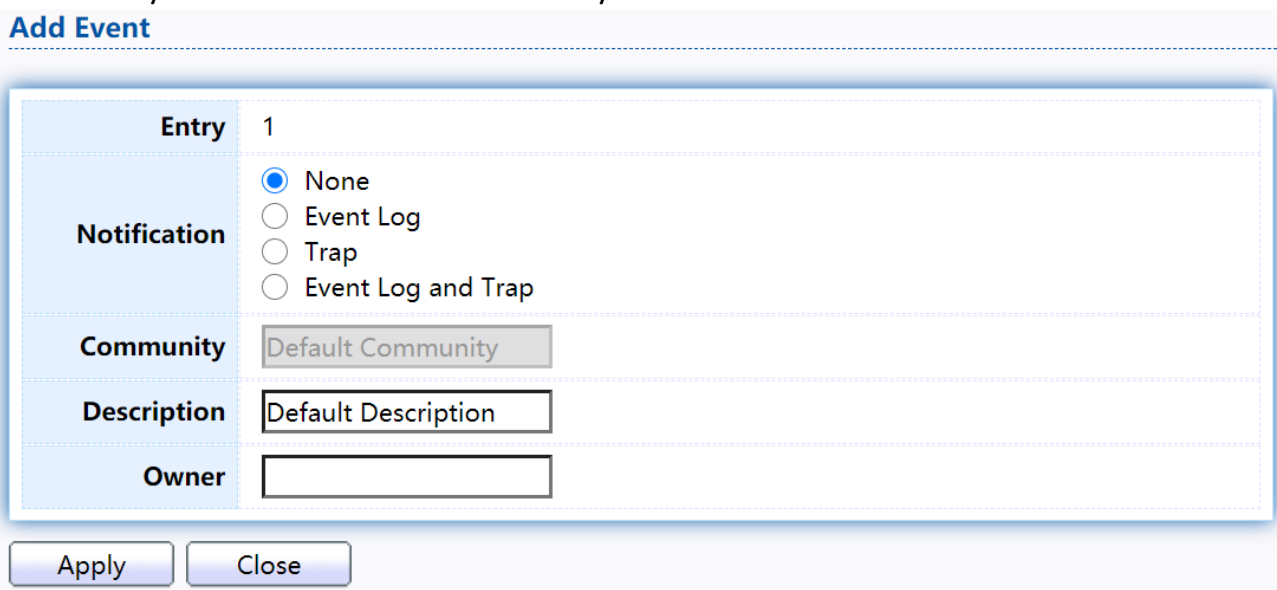 Add Event
Entry 1
Notification
None
Event Log
Trap
Event Log and Trap
Community Default Community
Description Default Description
Owner
Apply Close